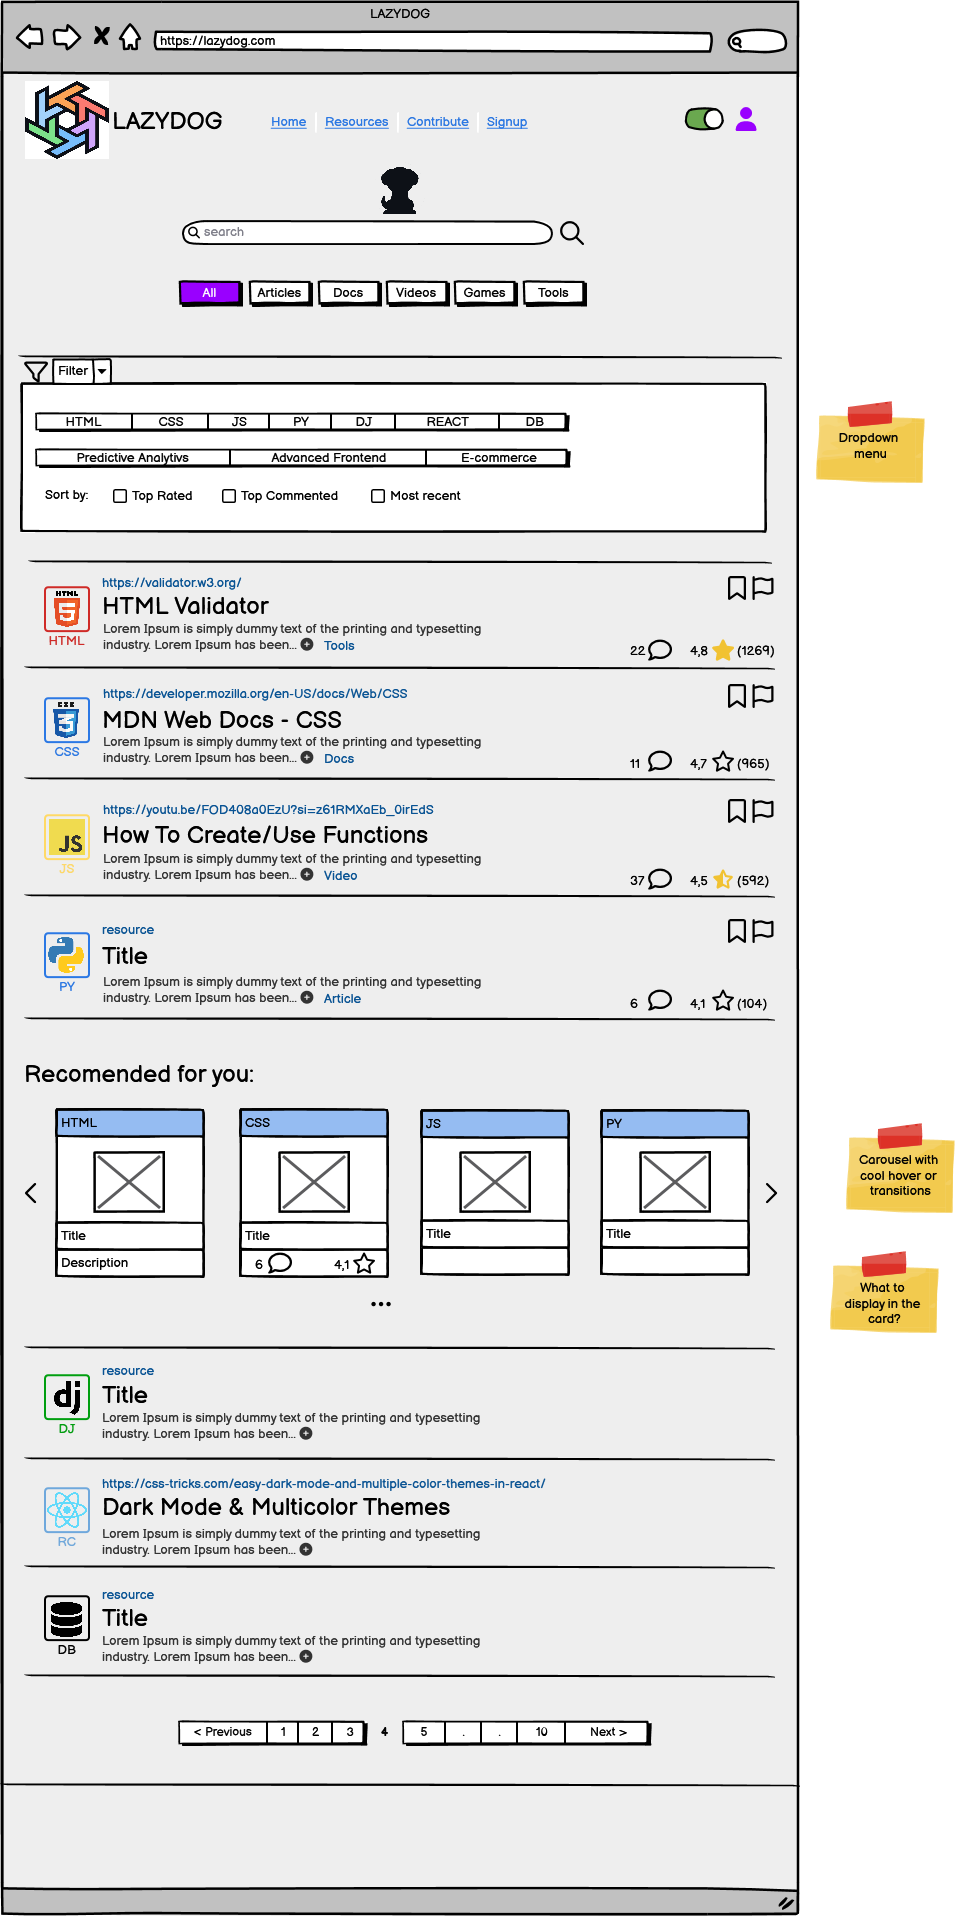 LAZYDOG
https://lazydog.com
LAZYDOG
Home
Resources
Contribute
Signup
search
All
Articles
Docs
Videos
Games
Tools
Filter
HTML
CSS
JS
PY
DJ
REACT
DB
Predictive Analytivs
Advanced Frontend
E-commerce
Sort by:
Top Rated
Top Commented
Most recent
Dropdown
menu
https://validator.w3.org/
HTML
5
HTML
HTML Validator
Lorem Ipsum is simply dummy text of the printing and typesetting
industry. Lorem Ipsum has been...
Tools
22
4,8
(1269)
https://developer.mozilla.org/en-US/docs/Web/CSS
CSS
3
CSS
MDN Web Docs - CSS
Lorem Ipsum is simply dummy text of the printing and typesetting
industry. Lorem Ipsum has been...
Docs
11
4,7
(965)
https://youtu.be/FOD408a0EzU?si=z61RMXaEb_0irEdS
JS
JS
How To Create/Use Functions
Lorem Ipsum is simply dummy text of the printing and typesetting
industry. Lorem Ipsum has been...
Video
37
4,5
(592)
resource
PY
Title
Lorem Ipsum is simply dummy text of the printing and typesetting
industry. Lorem Ipsum has been...
Article
6
4,1
(104)
Recomended for you:
HTML
Title
Description
CSS
Title
6
4,1
JS
Title
PY
Title
...
Carousel with
cool hover or
transitions
What to
display in the
card?
resource
dj
DJ
Title
Lorem Ipsum is simply dummy text of the printing and typesetting
industry. Lorem Ipsum has been...
https://css-tricks.com/easy-dark-mode-and-multiple-color-themes-in-react/
RC
Dark Mode & Multicolor Themes
Lorem Ipsum is simply dummy text of the printing and typesetting
industry. Lorem Ipsum has been...
resource
DB
Title
Lorem Ipsum is simply dummy text of the printing and typesetting
industry. Lorem Ipsum has been...
< Previous
1
2
3
4
5
.
.
10
Next >